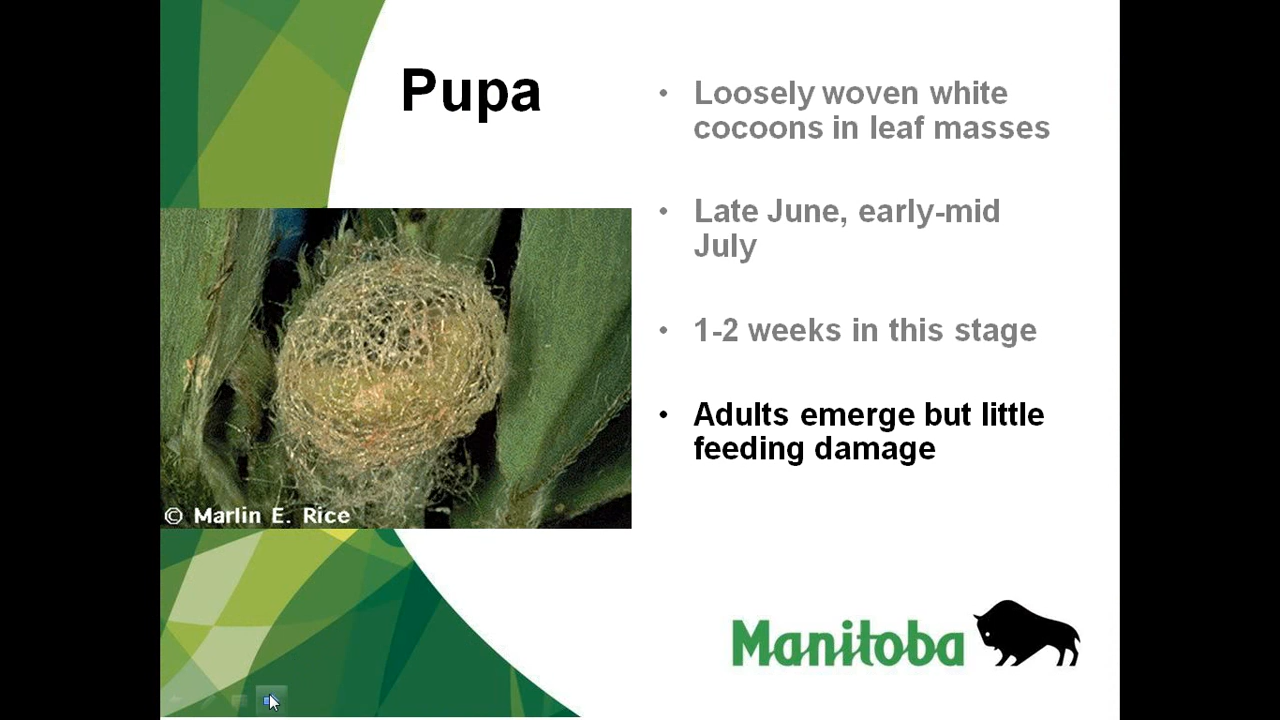 Pupa
• Loosely woven white
cocoons in leaf masses
• Late June, early-mid
July
• 1-2 weeks in this stage
• Adults emerge but little
feeding damage
© Marlin E. Rice
Manitoba